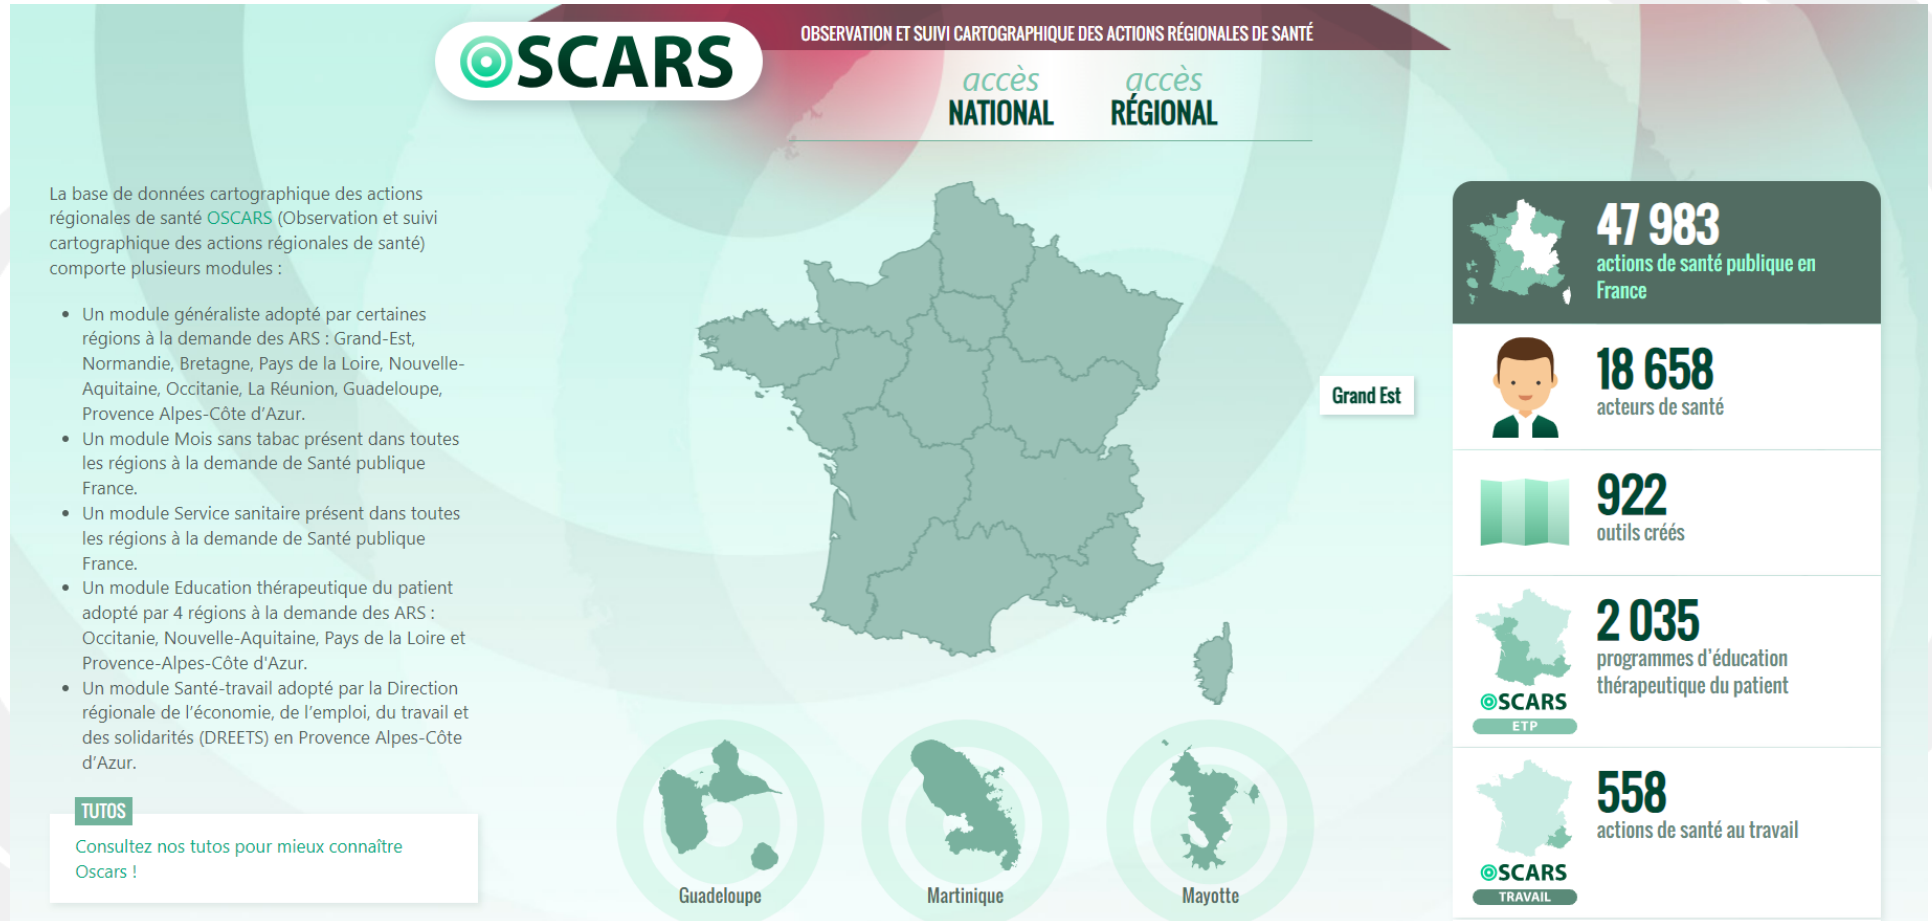 OSCARS
OBSERVATION ET SUIVI CARTOGRAPHIQUE DES ACTIONS RÉGIONALES DE SANTÉ
accès
NATIONAL
accès
RÉGIONAL
La base de données cartographique des actions
régionales de santé OSCARS (Observation et suivi
cartographique des actions régionales de santé)
comporte plusieurs modules :
• Un module généraliste adopté par certaines
régions à la demande des ARS : Grand-Est,
Normandie, Bretagne, Pays de la Loire, Nouvelle-
Aquitaine, Occitanie, La Réunion, Guadeloupe,
Provence Alpes-Côte d'Azur.
• Un module Mois sans tabac présent dans toutes
les régions à la demande de Santé publique
France.
• Un module Service sanitaire présent dans toutes
les régions à la demande de Santé publique
France.
• Un module Education thérapeutique du patient
adopté par 4 régions à la demande des ARS :
Occitanie, Nouvelle-Aquitaine, Pays de la Loire et
Provence-Alpes-Côte d'Azur.
• Un module Santé-travail adopté par la Direction
régionale de l'économie, de l'emploi, du travail et
des solidarités (DREETS) en Provence Alpes-Côte
d'Azur.
TUTOS
Consultez nos tutos pour mieux connaître
Oscars !
Grand Est
Guadeloupe
Martinique
Mayotte
47 983
actions de santé publique en
France
18 658
acteurs de santé
922
outils créés
2 035
programmes d'éducation
thérapeutique du patient
OSCARS
ETP
558
actions de santé au travail
OSCARS
TRAVAIL